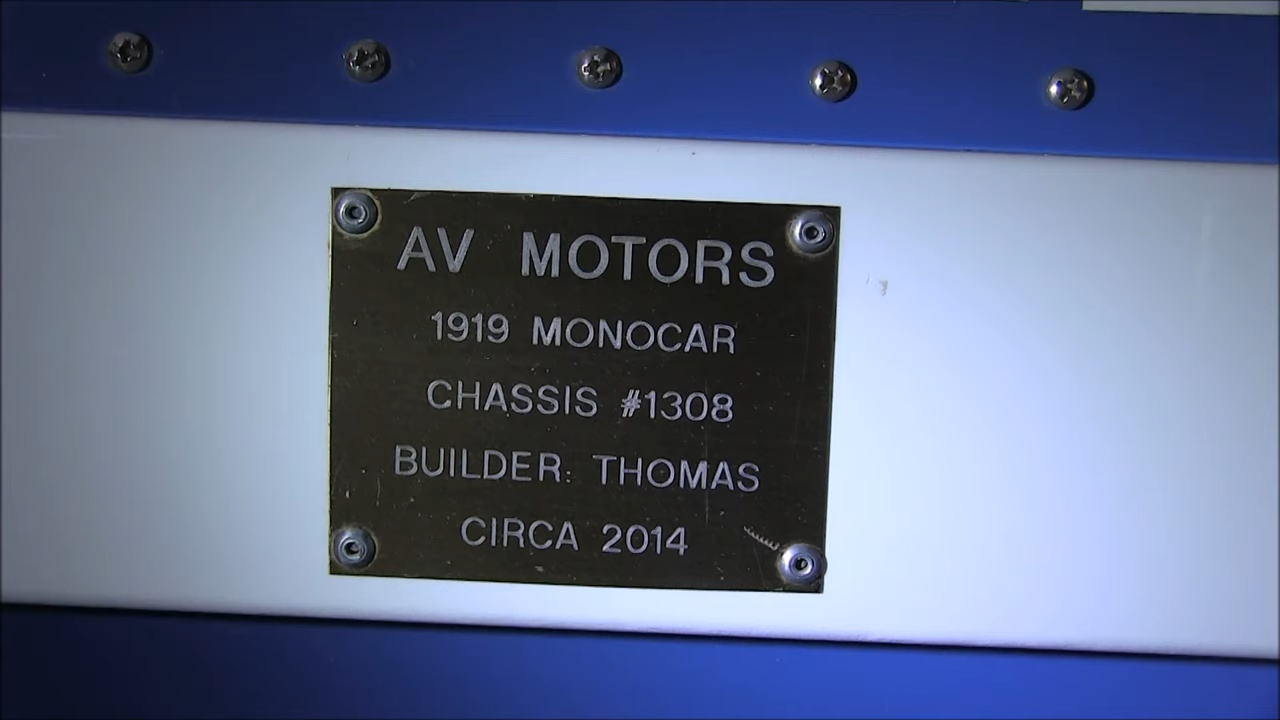 AV MOTORS
1919 MONOCAR
CHASSIS #1308
BUILDER: THOMAS
CIRCA 2014